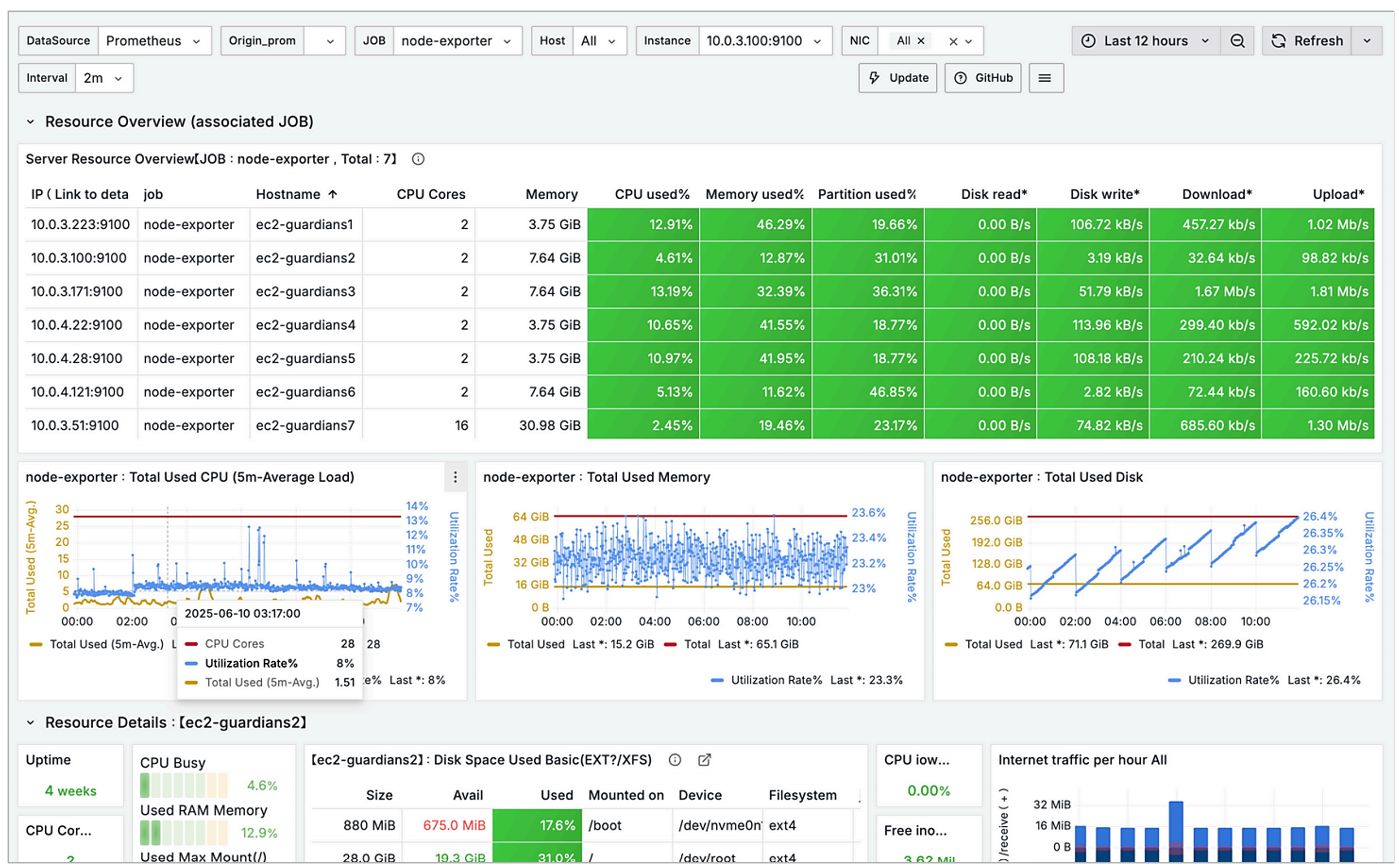 DataSource Prometheus Origin_prom JOB node-exporter Host All Instance 10.0.3.100:9100 NIC All Last 12 hours Refresh
Interval 2m Update GitHub
Resource Overview (associated JOB)
Server Resource Overview【JOB : node-exporter , Total : 7】
IP ( Link to deta job Hostname CPU Cores Memory CPU used% Memory used% Partition used% Disk read* Disk write* Download* Upload*
10.0.3.223:9100 node-exporter ec2-guardians1 2 3.75 GiB 12.91% 46.29% 19.66% 0.00 B/s 106.72 kB/s 457.27 kb/s 1.02 Mb/s
10.0.3.100:9100 node-exporter ec2-guardians2 2 7.64 GiB 4.61% 12.87% 31.01% 0.00 B/s 3.19 kB/s 32.64 kb/s 98.82 kb/s
10.0.3.171:9100 node-exporter ec2-guardians3 2 7.64 GiB 13.19% 32.39% 36.31% 0.00 B/s 51.79 kB/s 1.67 Mb/s 1.81 Mb/s
10.0.4.22:9100 node-exporter ec2-guardians4 2 3.75 GiB 10.65% 41.55% 18.77% 0.00 B/s 113.96 kB/s 299.40 kb/s 592.02 kb/s
10.0.4.28:9100 node-exporter ec2-guardians5 2 3.75 GiB 10.97% 41.95% 18.77% 0.00 B/s 108.18 kB/s 210.24 kb/s 225.72 kb/s
10.0.4.121:9100 node-exporter ec2-guardians6 2 7.64 GiB 5.13% 11.62% 46.85% 0.00 B/s 2.82 kB/s 72.44 kb/s 160.60 kb/s
10.0.3.51:9100 node-exporter ec2-guardians7 16 30.98 GiB 2.45% 19.46% 23.17% 0.00 B/s 74.82 kB/s 685.60 kb/s 1.30 Mb/s
node-exporter : Total Used CPU (5m-Average Load)
Total Used (5m-Avg.)
30
25
20
15
10
5
0
14%
13%
12%
11%
10%
9%
8%
7%
Utilization Rate%
00:00 02:00
2025-06-10 03:17:00
CPU Cores 28
Utilization Rate% 8%
Total Used (5m-Avg.) 1.51
06:00 08:00 10:00
Total Used (5m-Avg.) L 28
te% Last *: 8%
node-exporter : Total Used Memory
Total Used
64 GiB
48 GiB
32 GiB
16 GiB
0 B
23.6%
23.4%
23.2%
23%
Utilization Rate%
00:00 02:00 04:00 06:00 08:00 10:00
Total Used Last *: 15.2 GiB Total Last *: 65.1 GiB
Utilization Rate% Last *: 23.3%
node-exporter : Total Used Disk
Total Used
256.0 GiB
192.0 GiB
128.0 GiB
64.0 GiB
0.0 B
26.4%
26.35%
26.3%
26.25%
26.2%
26.15%
Utilization Rate%
00:00 02:00 04:00 06:00 08:00 10:00
Total Used Last *: 71.1 GiB Total Last *: 269.9 GiB
Utilization Rate% Last *: 26.4%
Resource Details :【ec2-guardians2】
Uptime
4 weeks
CPU Cor...
2
CPU Busy
4.6%
Used RAM Memory
12.9%
Used Max Mount(/)
【ec2-guardians2】: Disk Space Used Basic(EXT?/XFS)
Size Avail Used Mounted on Device Filesystem
880 MiB 675.0 MiB 17.6% /boot /dev/nvme0n ext4
28.0 GiB 19.3 GiB 31.0% / /dev/root ext4
CPU iow...
0.00%
Free ino...
3.62 Mil
Internet traffic per hour All
)/receive ( + )
32 MiB
16 MiB
0 B